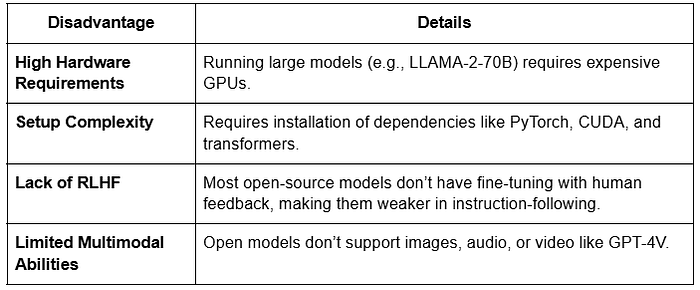 Disadvantage Details
High Hardware Requirements Running large models (e.g., LLAMA-2-70B) requires expensive GPUs.
Setup Complexity Requires installation of dependencies like PyTorch, CUDA, and transformers.
Lack of RLHF Most open-source models don’t have fine-tuning with human feedback, making them weaker in instruction-following.
Limited Multimodal Abilities Open models don’t support images, audio, or video like GPT-4V.